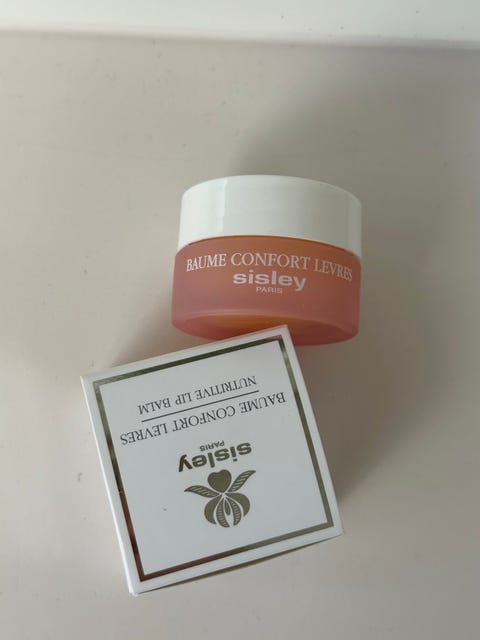 BAUME CONFORT LEVRES
sisley
PARIS
sisley
PARIS
BAUME CONFORT LEVRES
NUTRITIVE LIP BALM